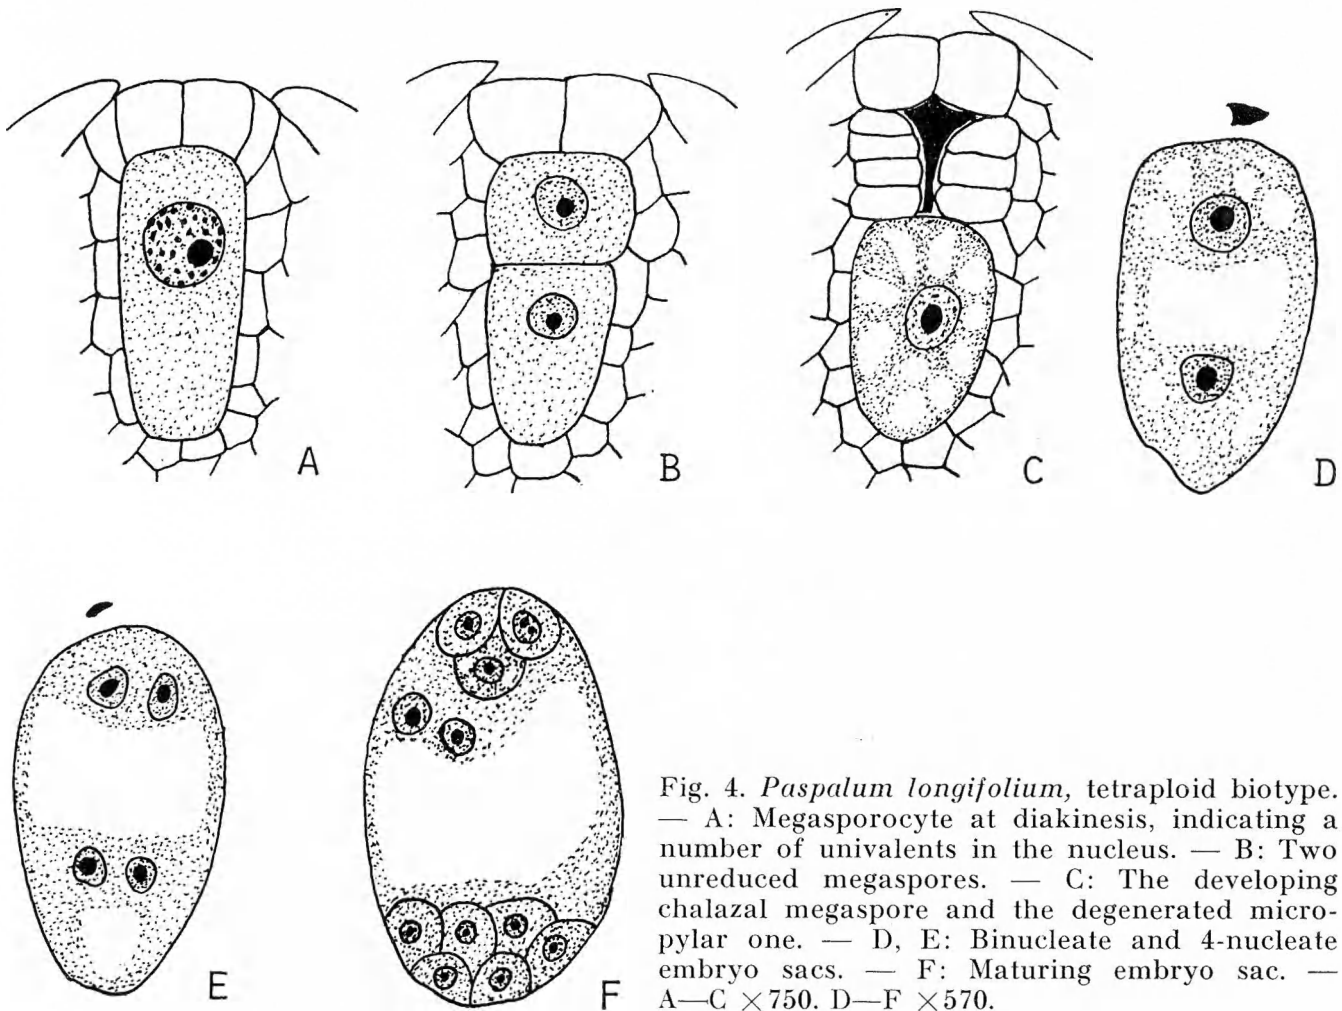 A
B
C
D
E
F
Fig. 4. Paspalum longifolium, tetraploid biotype.
— A: Megasporocyte at diakinesis, indicating a
number of univalents in the nucleus. — B: Two
unreduced megaspores. — C: The developing
chalazal megaspore and the degenerated micro-
pylar one. — D, E: Binucleate and 4-nucleate
embryo sacs. — F: Maturing embryo sac. —
A—C ×750. D—F ×570.